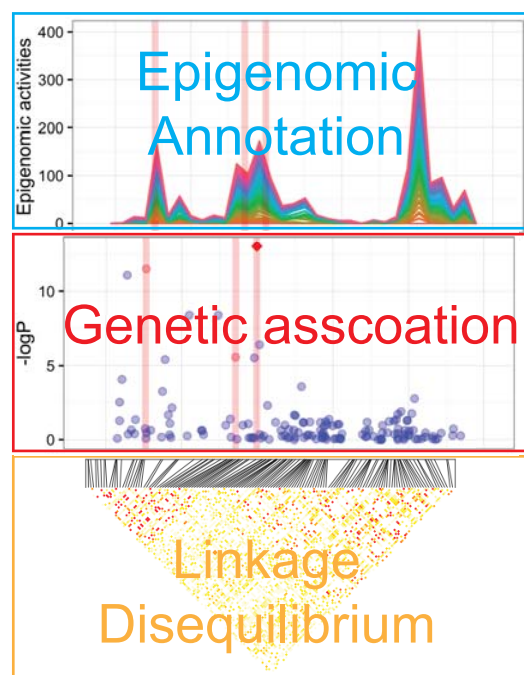 Epigenomic activities
400
300
200
100
0
Epigenomic
Annotation
-logP
10
5
0
Genetic asscoation
Linkage
Disequilibrium